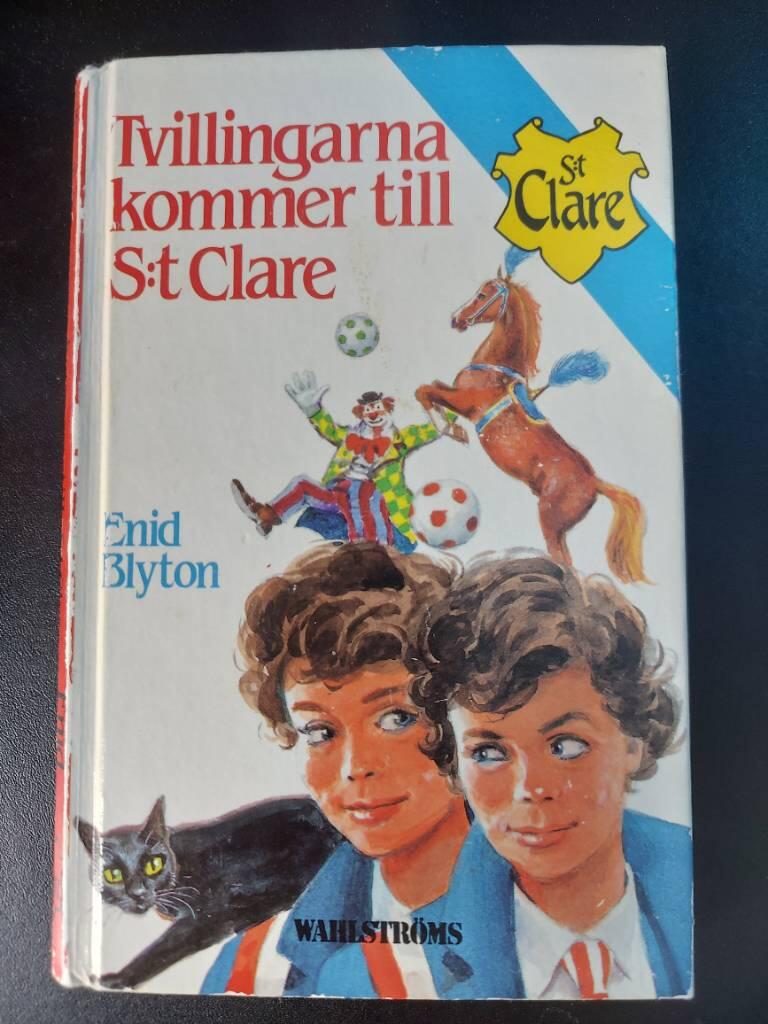 Tvillingarna
kommer till
S:t Clare
S:t
Clare
Enid
Blyton
WAHLSTRÖMS